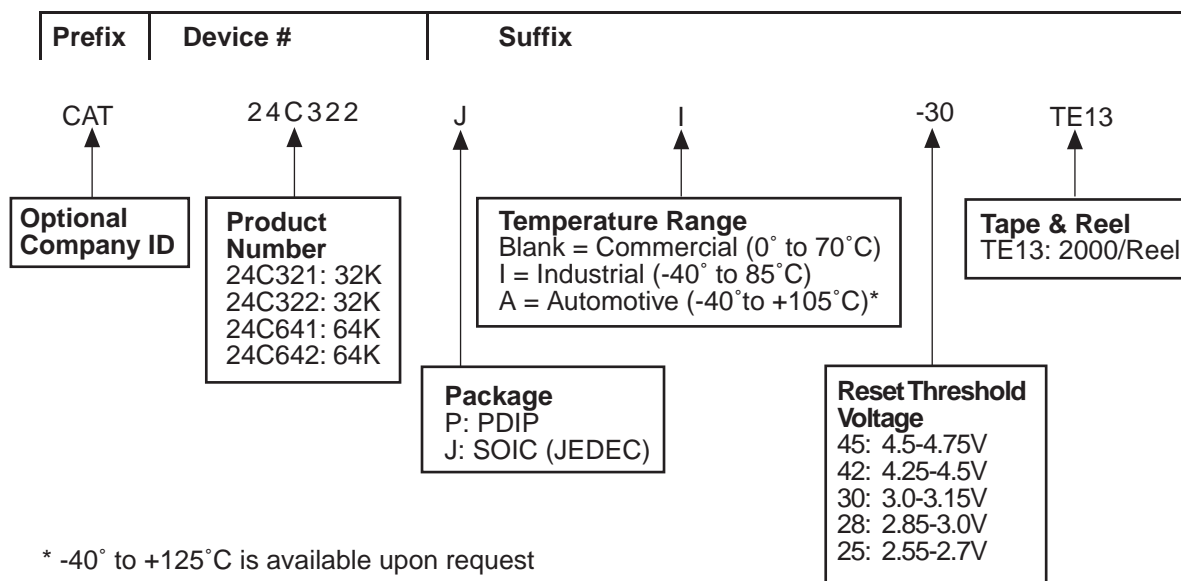 Prefix Device # Suffix
CAT 24C322 J I -30 TE13
Optional
Company ID
Product
Number
24C321: 32K
24C322: 32K
24C641: 64K
24C642: 64K
Temperature Range
Blank = Commercial (0˚ to 70˚C)
I = Industrial (-40˚ to 85˚C)
A = Automotive (-40˚to +105˚C)*
Tape & Reel
TE13: 2000/Reel
Package
P: PDIP
J: SOIC (JEDEC)
Reset Threshold
Voltage
45: 4.5-4.75V
42: 4.25-4.5V
30: 3.0-3.15V
28: 2.85-3.0V
25: 2.55-2.7V
* -40˚ to +125˚C is available upon request